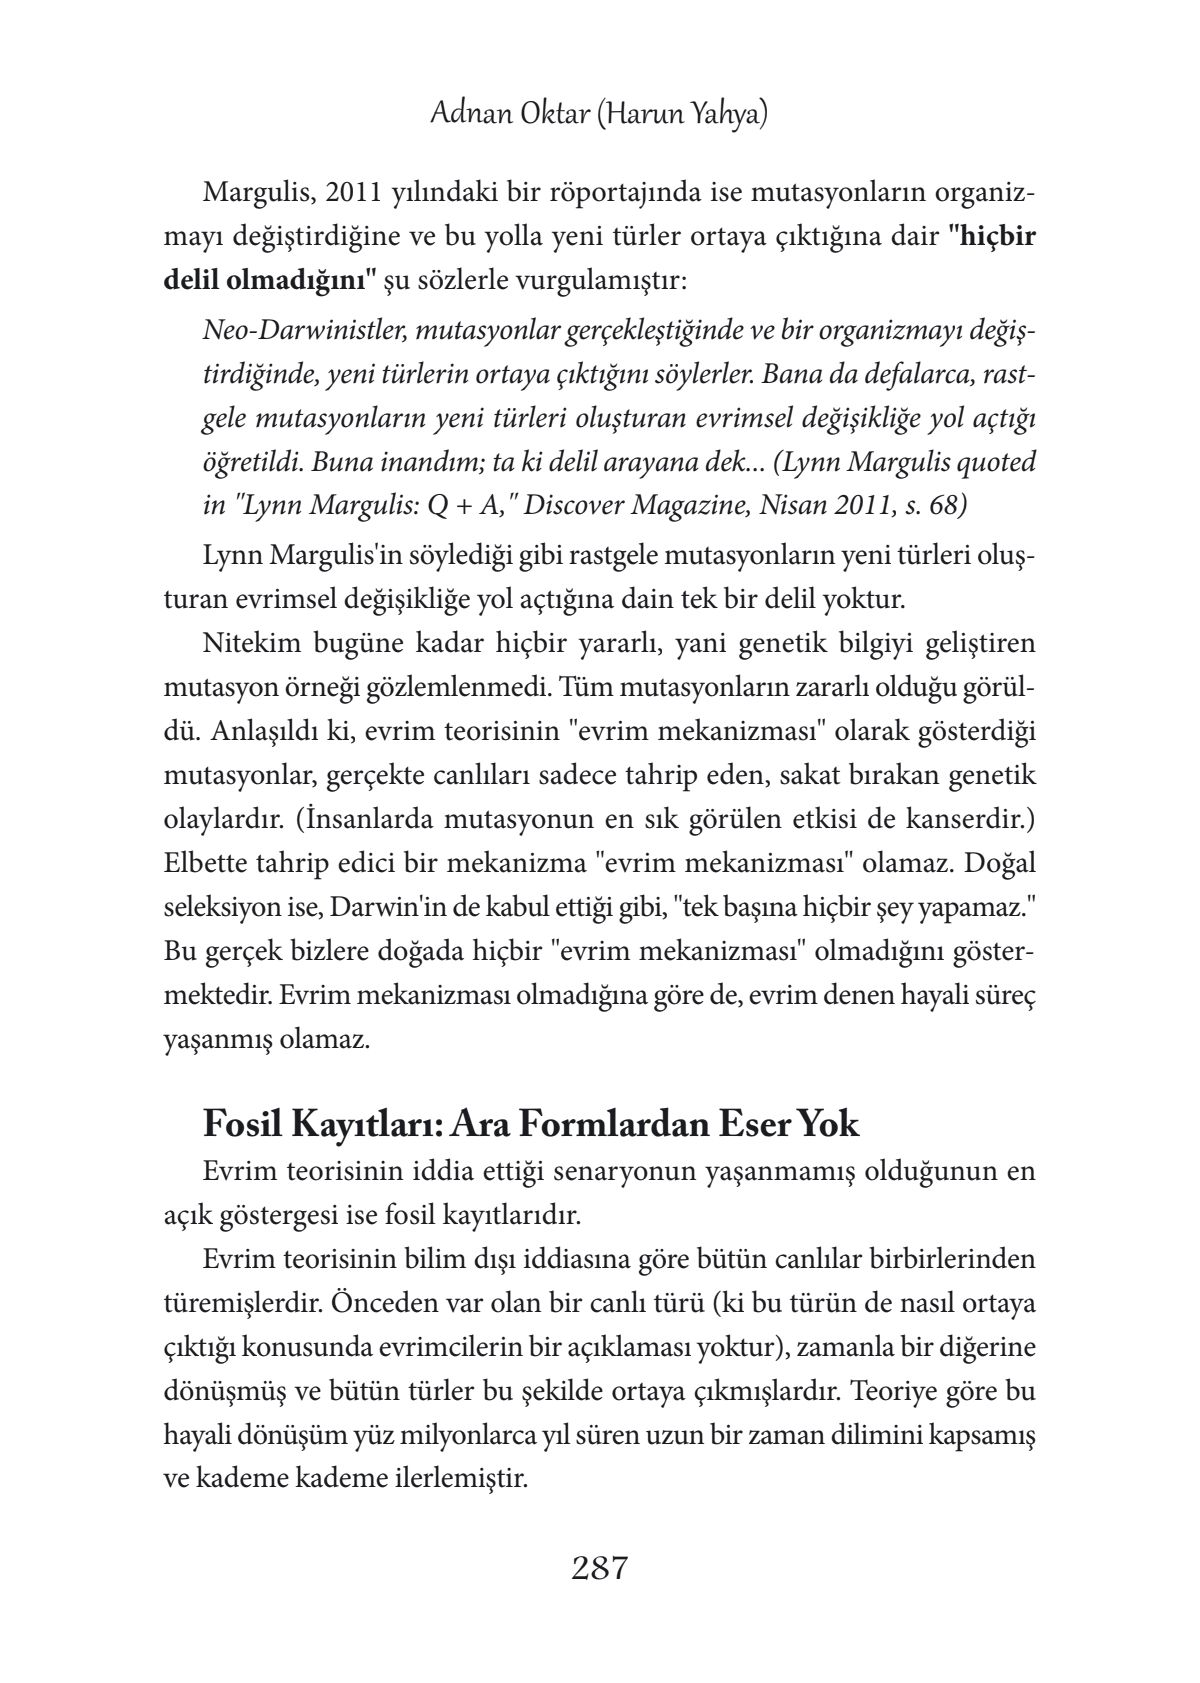 Adnan Oktar (Harun Yahya)
Margulis, 2011 yılındaki bir röportajında ise mutasyonların organiz-
mayı değiştirdiğine ve bu yolla yeni türler ortaya çıktığına dair "hiçbir
delil olmadığını" şu sözlerle vurgulamıştır:
Neo-Darwinistler, mutasyonlar gerçekleştiğinde ve bir organizmayı değiş-
tirdiğinde, yeni türlerin ortaya çıktığını söylerler. Bana da defalarca, rast-
gele mutasyonların yeni türleri oluşturan evrimsel değişikliğe yol açtığı
öğretildi. Buna inandım; ta ki delil arayana dek... (Lynn Margulis quoted
in "Lynn Margulis: Q + A," Discover Magazine, Nisan 2011, s. 68)
Lynn Margulis'in söylediği gibi rastgele mutasyonların yeni türleri oluş-
turan evrimsel değişikliğe yol açtığına dain tek bir delil yoktur.
Nitekim bugüne kadar hiçbir yararlı, yani genetik bilgiyi geliştiren
mutasyon örneği gözlemlenmedi. Tüm mutasyonların zararlı olduğu görül-
dü. Anlaşıldı ki, evrim teorisinin "evrim mekanizması" olarak gösterdiği
mutasyonlar, gerçekte canlıları sadece tahrip eden, sakat bırakan genetik
olaylardır. (İnsanlarda mutasyonun en sık görülen etkisi de kanserdir.)
Elbette tahrip edici bir mekanizma "evrim mekanizması" olamaz. Doğal
seleksiyon ise, Darwin'in de kabul ettiği gibi, "tek başına hiçbir şey yapamaz."
Bu gerçek bizlere doğada hiçbir "evrim mekanizması" olmadığını göster-
mektedir. Evrim mekanizması olmadığına göre de, evrim denen hayali süreç
yaşanmış olamaz.
Fosil Kayıtları: Ara Formlardan Eser Yok
Evrim teorisinin iddia ettiği senaryonun yaşanmamış olduğunun en
açık göstergesi ise fosil kayıtlarıdır.
Evrim teorisinin bilim dışı iddiasına göre bütün canlılar birbirlerinden
türemişlerdir. Önceden var olan bir canlı türü (ki bu türün de nasıl ortaya
çıktığı konusunda evrimcilerin bir açıklaması yoktur), zamanla bir diğerine
dönüşmüş ve bütün türler bu şekilde ortaya çıkmışlardır. Teoriye göre bu
hayali dönüşüm yüz milyonlarca yıl süren uzun bir zaman dilimini kapsamış
ve kademe kademe ilerlemiştir.
287